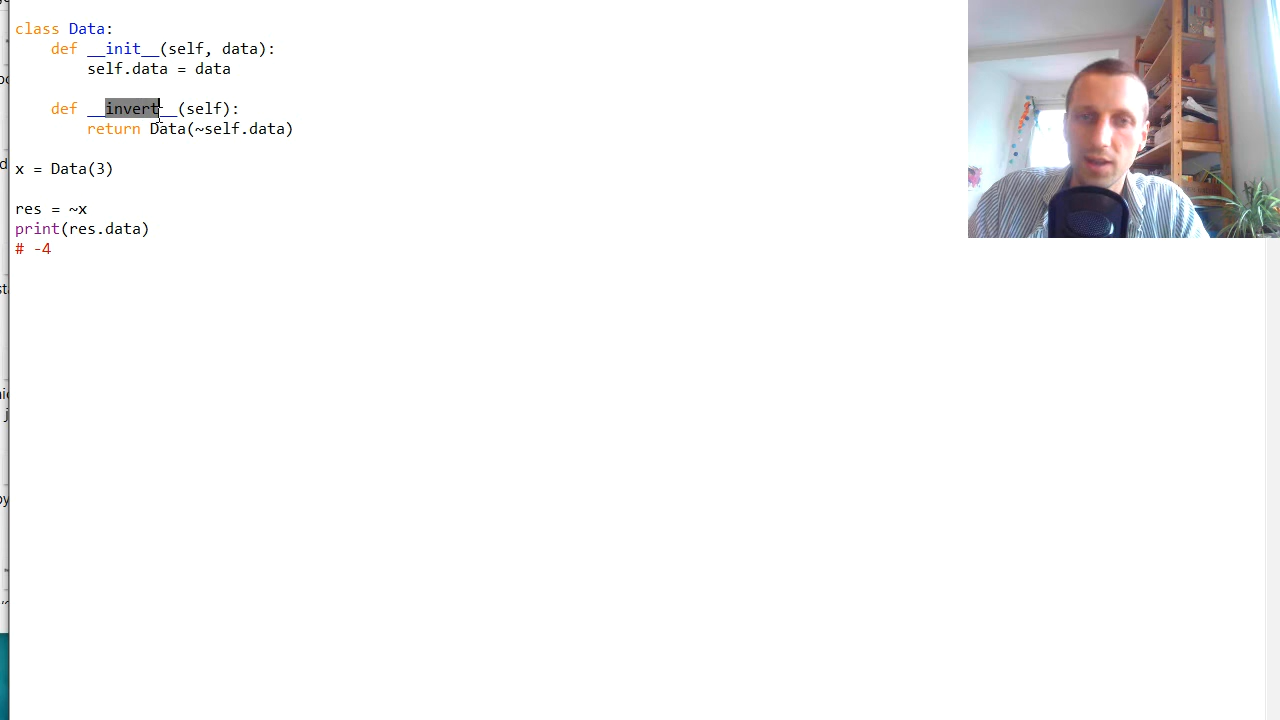 class Data:
    def __init__(self, data):
        self.data = data
    def __invert__(self):
        return Data(~self.data)
x = Data(3)
res = ~x
print(res.data)
# -4